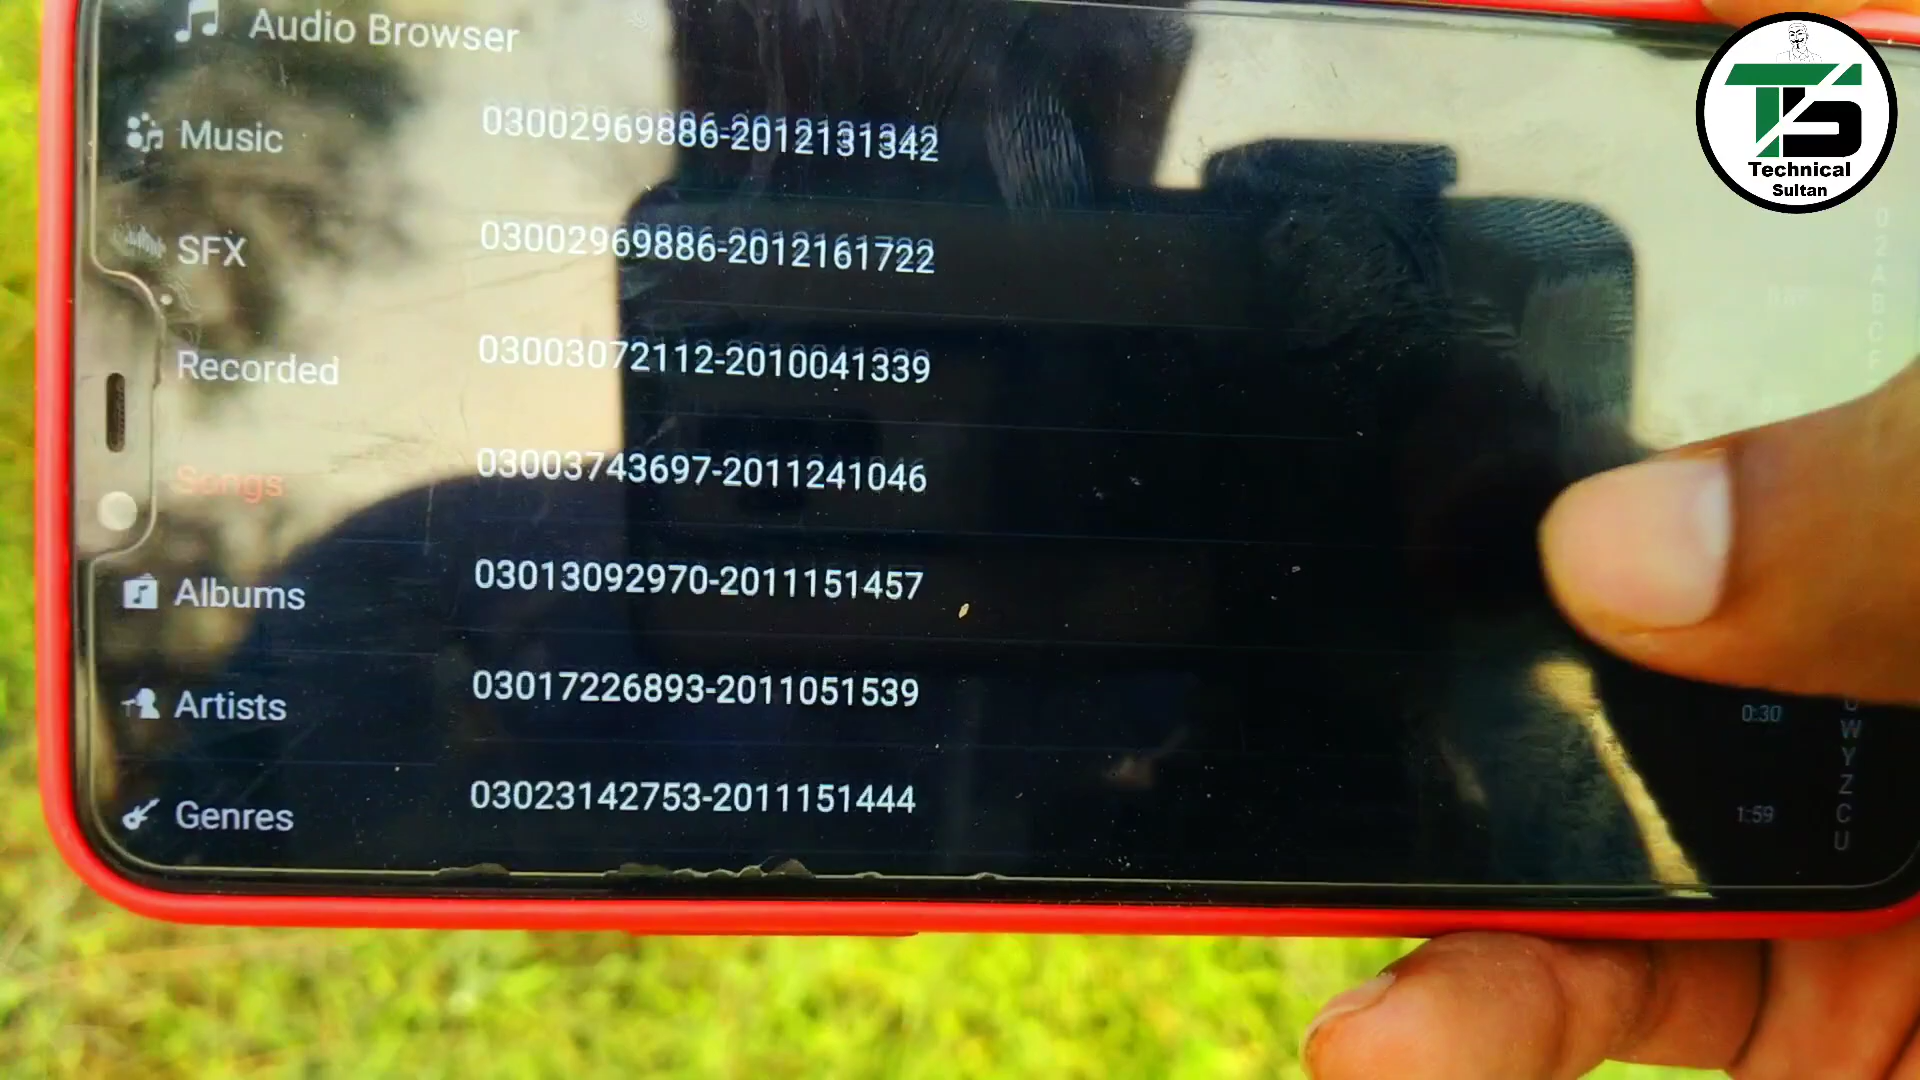 Audio Browser
Music
03002969886-2012131342
SFX
03002969886-2012161722
Recorded
03003072112-2010041339
Songs
03003743697-2011241046
Albums
03013092970-2011151457
Artists
03017226893-2011051539
0:30
Genres
03023142753-2011151444
1:59
W
Y
Z
C
U
TS
Technical
Sultan